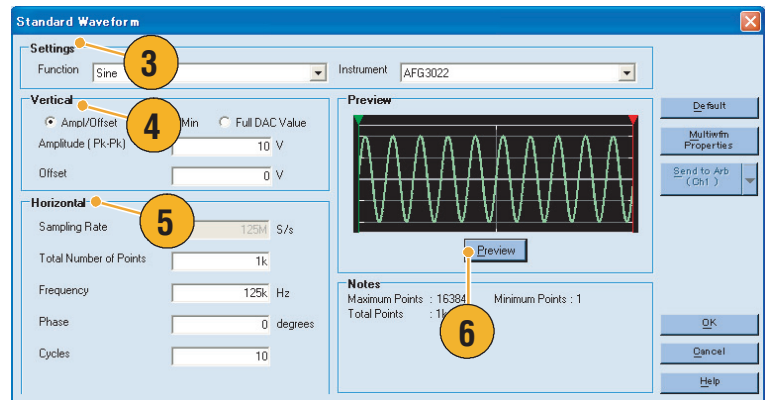 Standard Waveform
Settings
3
Function Sine
Instrument AFG3022
Vertical
4
Ampl/Offset Min Full DAC Value
Amplitude ( Pk-Pk) 10 V
Offset 0 V
Horizontal
5
Sampling Rate 125M S/s
Total Number of Points 1k
Frequency 125k Hz
Phase 0 degrees
Cycles 10
Preview
Preview
6
Notes
Maximum Points : 16384 Minimum Points : 1
Total Points : 1k
Default
Multiwfm
Properties
Send to Arb
(Ch1 )
OK
Cancel
Help